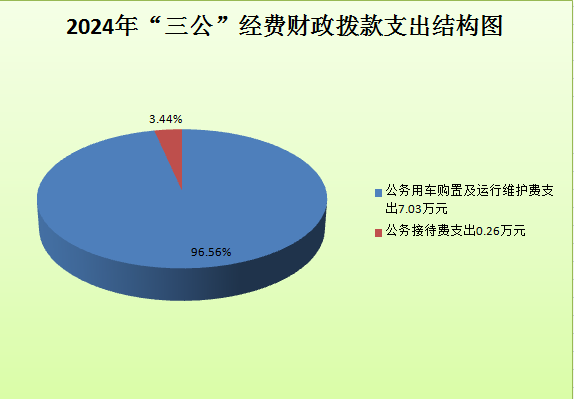 2024年“三公”经费财政拨款支出结构图
3.44%
96.56%
公务用车购置及运行维护费支
出7.03万元
公务接待费支出0.26万元